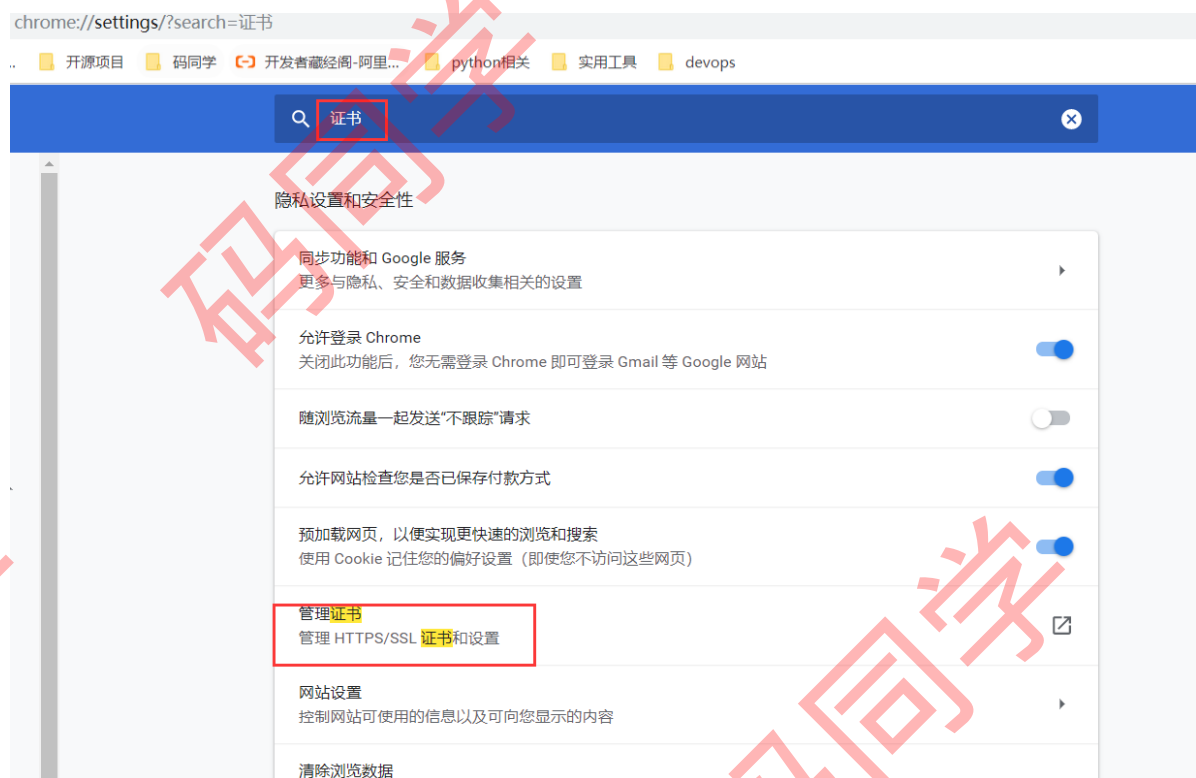 chrome://settings/?search=证书
.. 开源项目 码同学 开发者藏经阁-阿里... python相关 实用工具 devops
证书
隐私设置和安全性
同步功能和 Google 服务
更多与隐私、安全和数据收集相关的设置
允许登录 Chrome
关闭此功能后，您无需登录 Chrome 即可登录 Gmail 等 Google 网站
随浏览流量一起发送“不跟踪”请求
允许网站检查您是否已保存付款方式
预加载网页，以便实现更快速的浏览和搜索
使用 Cookie 记住您的偏好设置（即使您不访问这些网页）
管理证书
管理 HTTPS/SSL 证书和设置
网站设置
控制网站可使用的信息以及可向您显示的内容
清除浏览数据
码同学
码同学